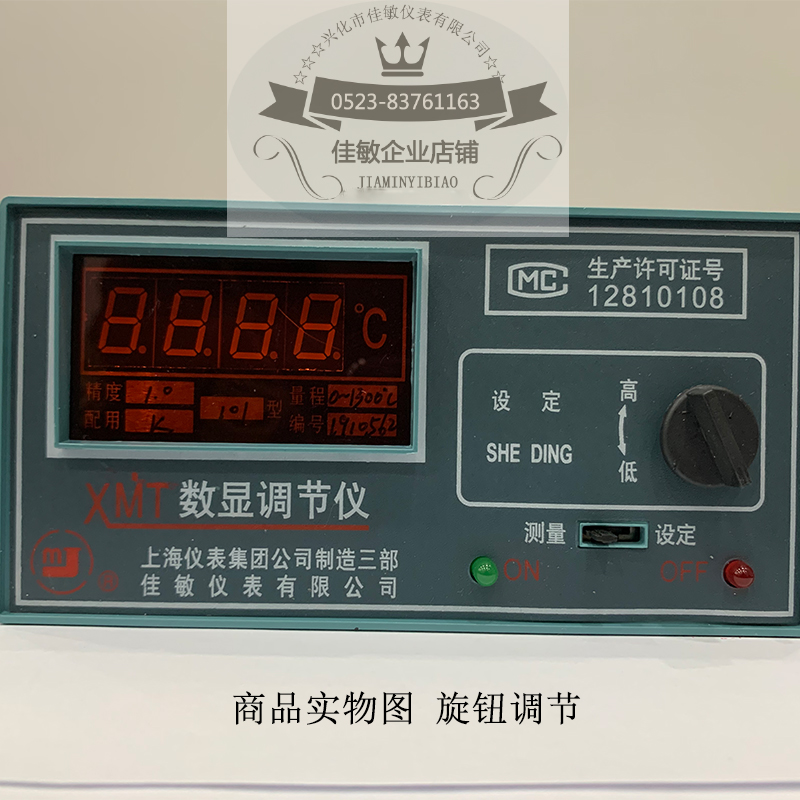 ☆☆☆兴化市佳敏仪表有限公司☆☆☆
0523-83761163
佳敏企业店铺
JIAMINYIBIAO
MC 生产许可证号
12810108
8.8.8.8. °C
精度 1.0 101 型 量程 0~1300℃
配用 K 编号 1910562
设 定 高
SHE DING 低
XMT 数显调节仪
测量 设定
ON OFF
上海仪表集团公司制造三部
佳敏仪表有限公司
商品实物图 旋钮调节